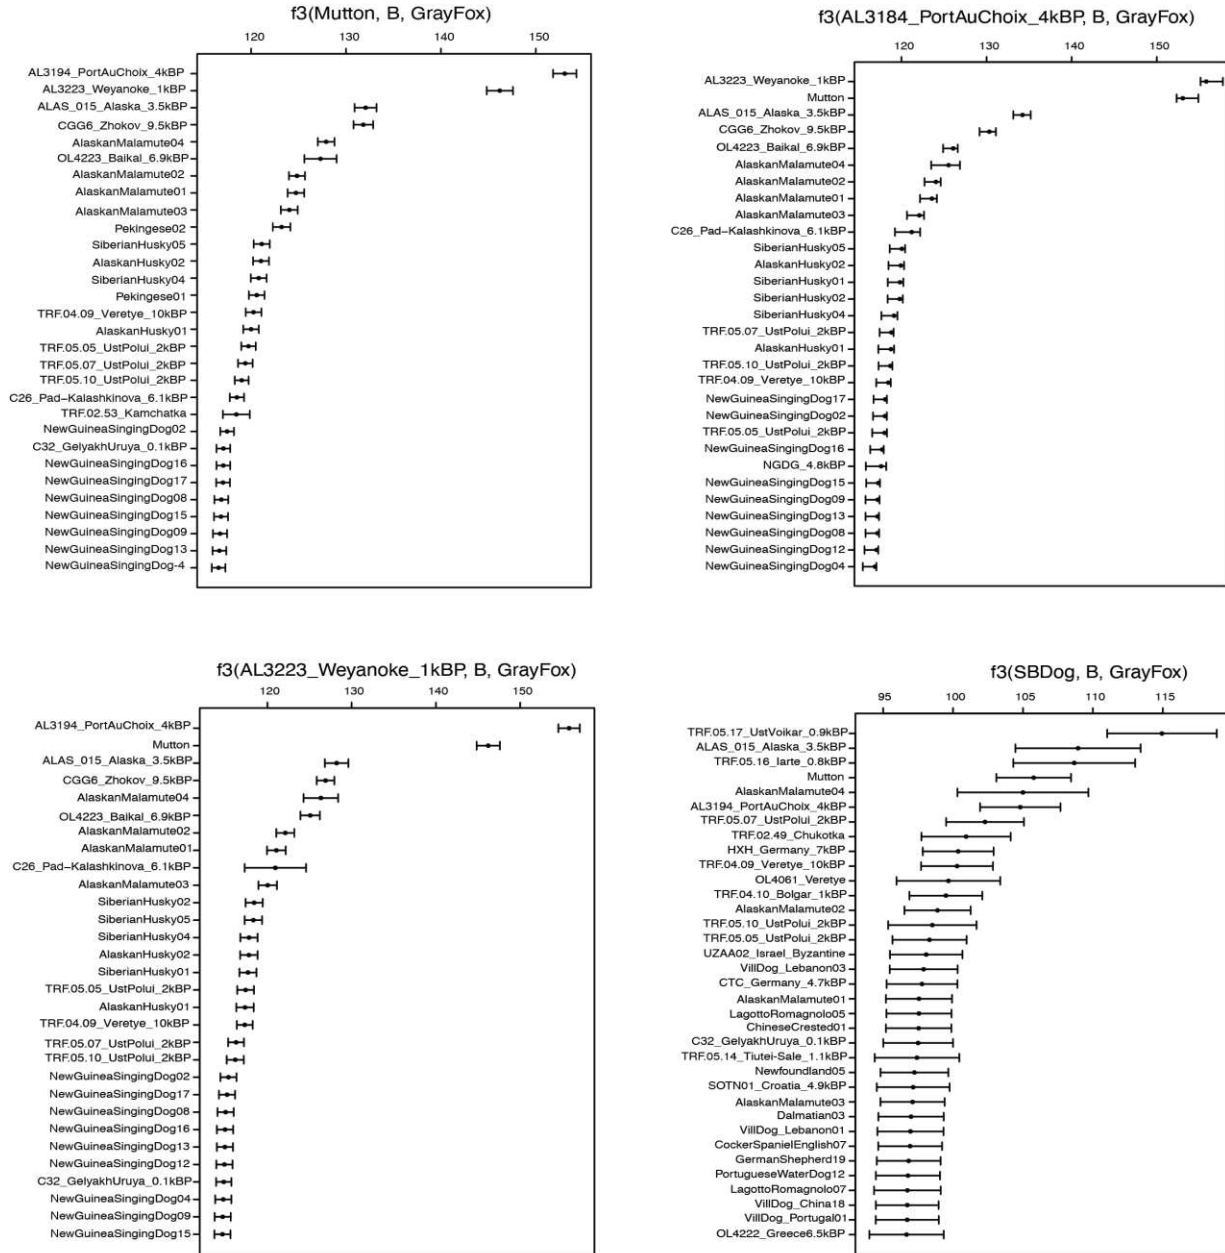 f3(Mutton, B, GrayFox)
120 130 140 150
AL3194_PortAuChoix_4kBP
AL3223_Weyanoke_1kBP
ALAS_015_Alaska_3.5kBP
CGG6_Zhokov_9.5kBP
AlaskanMalamute04
OL4223_Baikal_6.9kBP
AlaskanMalamute02
AlaskanMalamute01
AlaskanMalamute03
Pekingese02
SiberianHusky05
AlaskanHusky02
SiberianHusky04
Pekingese01
TRF.04.09_Veretye_10kBP
AlaskanHusky01
TRF.05.05_UstPolui_2kBP
TRF.05.07_UstPolui_2kBP
TRF.05.10_UstPolui_2kBP
C26_Pad-Kalashkinova_6.1kBP
TRF.02.53_Kamchatka
NewGuineaSingingDog02
C32_GelyakhUruya_0.1kBP
NewGuineaSingingDog16
NewGuineaSingingDog17
NewGuineaSingingDog08
NewGuineaSingingDog15
NewGuineaSingingDog09
NewGuineaSingingDog13
NewGuineaSingingDog-4
f3(AL3184_PortAuChoix_4kBP, B, GrayFox)
120 130 140 150
AL3223_Weyanoke_1kBP
Mutton
ALAS_015_Alaska_3.5kBP
CGG6_Zhokov_9.5kBP
OL4223_Baikal_6.9kBP
AlaskanMalamute04
AlaskanMalamute02
AlaskanMalamute01
AlaskanMalamute03
C26_Pad-Kalashkinova_6.1kBP
SiberianHusky05
AlaskanHusky02
SiberianHusky01
SiberianHusky02
SiberianHusky04
TRF.05.07_UstPolui_2kBP
AlaskanHusky01
TRF.05.10_UstPolui_2kBP
TRF.04.09_Veretye_10kBP
NewGuineaSingingDog17
NewGuineaSingingDog02
TRF.05.05_UstPolui_2kBP
NewGuineaSingingDog16
NGDG_4.8kBP
NewGuineaSingingDog15
NewGuineaSingingDog09
NewGuineaSingingDog13
NewGuineaSingingDog08
NewGuineaSingingDog12
NewGuineaSingingDog04
f3(AL3223_Weyanoke_1kBP, B, GrayFox)
120 130 140 150
AL3194_PortAuChoix_4kBP
Mutton
ALAS_015_Alaska_3.5kBP
CGG6_Zhokov_9.5kBP
AlaskanMalamute04
OL4223_Baikal_6.9kBP
AlaskanMalamute02
AlaskanMalamute01
C26_Pad-Kalashkinova_6.1kBP
AlaskanMalamute03
SiberianHusky02
SiberianHusky05
SiberianHusky04
AlaskanHusky02
SiberianHusky01
TRF.05.05_UstPolui_2kBP
AlaskanHusky01
TRF.04.09_Veretye_10kBP
TRF.05.07_UstPolui_2kBP
TRF.05.10_UstPolui_2kBP
NewGuineaSingingDog02
NewGuineaSingingDog17
NewGuineaSingingDog08
NewGuineaSingingDog16
NewGuineaSingingDog13
NewGuineaSingingDog12
C32_GelyakhUruya_0.1kBP
NewGuineaSingingDog04
NewGuineaSingingDog09
NewGuineaSingingDog15
f3(SBDog, B, GrayFox)
95 100 105 110 115
TRF.05.17_UstVoikar_0.9kBP
ALAS_015_Alaska_3.5kBP
TRF.05.16_Iarte_0.8kBP
Mutton
AlaskanMalamute04
AL3194_PortAuChoix_4kBP
TRF.05.07_UstPolui_2kBP
TRF.02.49_Chukotka
HXH_Germany_7kBP
TRF.04.09_Veretye_10kBP
OL4061_Veretye
TRF.04.10_Bolgar_1kBP
AlaskanMalamute02
TRF.05.10_UstPolui_2kBP
TRF.05.05_UstPolui_2kBP
UZAA02_Israel_Byzantine
VillDog_Lebanon03
CTC_Germany_4.7kBP
AlaskanMalamute01
LagottoRomagnolo05
ChineseCrested01
C32_GelyakhUruya_0.1kBP
TRF.05.14_Tiutei-Sale_1.1kBP
Newfoundland05
SOTN01_Croatia_4.9kBP
AlaskanMalamute03
Dalmatian03
VillDog_Lebanon01
CockerSpanielEnglish07
GermanShepherd19
PortugueseWaterDog12
LagottoRomagnolo07
VillDog_China18
VillDog_Portugal01
OL4222_Greece6.5kBP